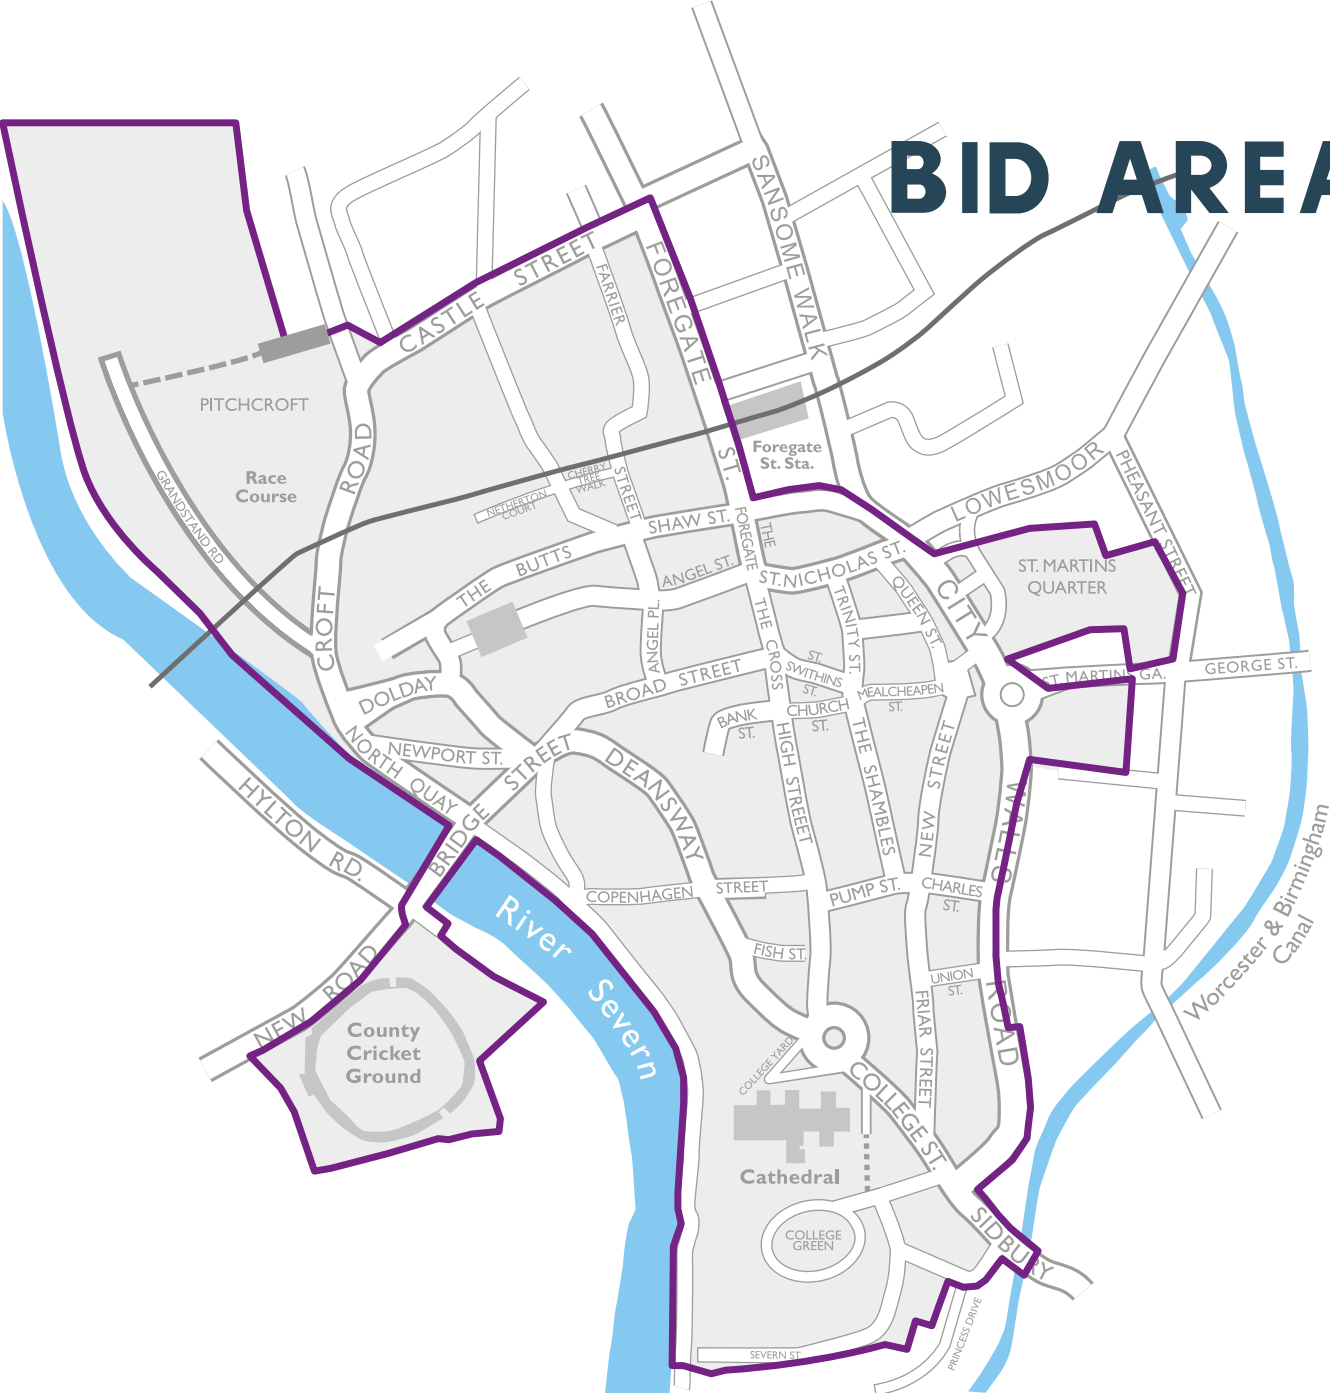 BID AREA
SANSOME WALK
CASTLE STREET
FARRIER
STREET
FOREGATE
ST.
PITCHCROFT
Race
Course
GRANDSTAND RD
CROFT
ROAD
Foregate
St. Sta.
CHERRY
TREE
WALK
NETHERTON
COURT
LOWESMOOR
PHEASANT STREET
SHAW ST.
THE
FOREGATE
THE BUTTS
ANGEL ST.
ST.NICHOLAS ST.
ST. MARTINS
QUARTER
CITY
WALLS
ROAD
QUEEN ST.
TRINITY ST.
THE CROSS
ANGEL PL.
ST.
SWITHINS
ST.
ST MARTINS GA.
GEORGE ST.
DOLDAY
BROAD STREET
MEALCHEAPEN
ST.
CHURCH
ST.
BANK
ST.
NORTH QUAY
NEWPORT ST.
BRIDGE STREET
DEANSWAY
HIGH STREEET
THE SHAMBLES
NEW STREET
HYLTON RD.
COPENHAGEN STREET
PUMP ST.
CHARLES
ST.
Worcester & Birmingham
Canal
River Severn
FISH ST.
UNION
ST.
FRIAR STREET
NEW ROAD
County
Cricket
Ground
COLLEGE YARD
COLLEGE ST.
Cathedral
COLLEGE
GREEN
SIDBURY
SEVERN ST
PRINCESS DRIVE